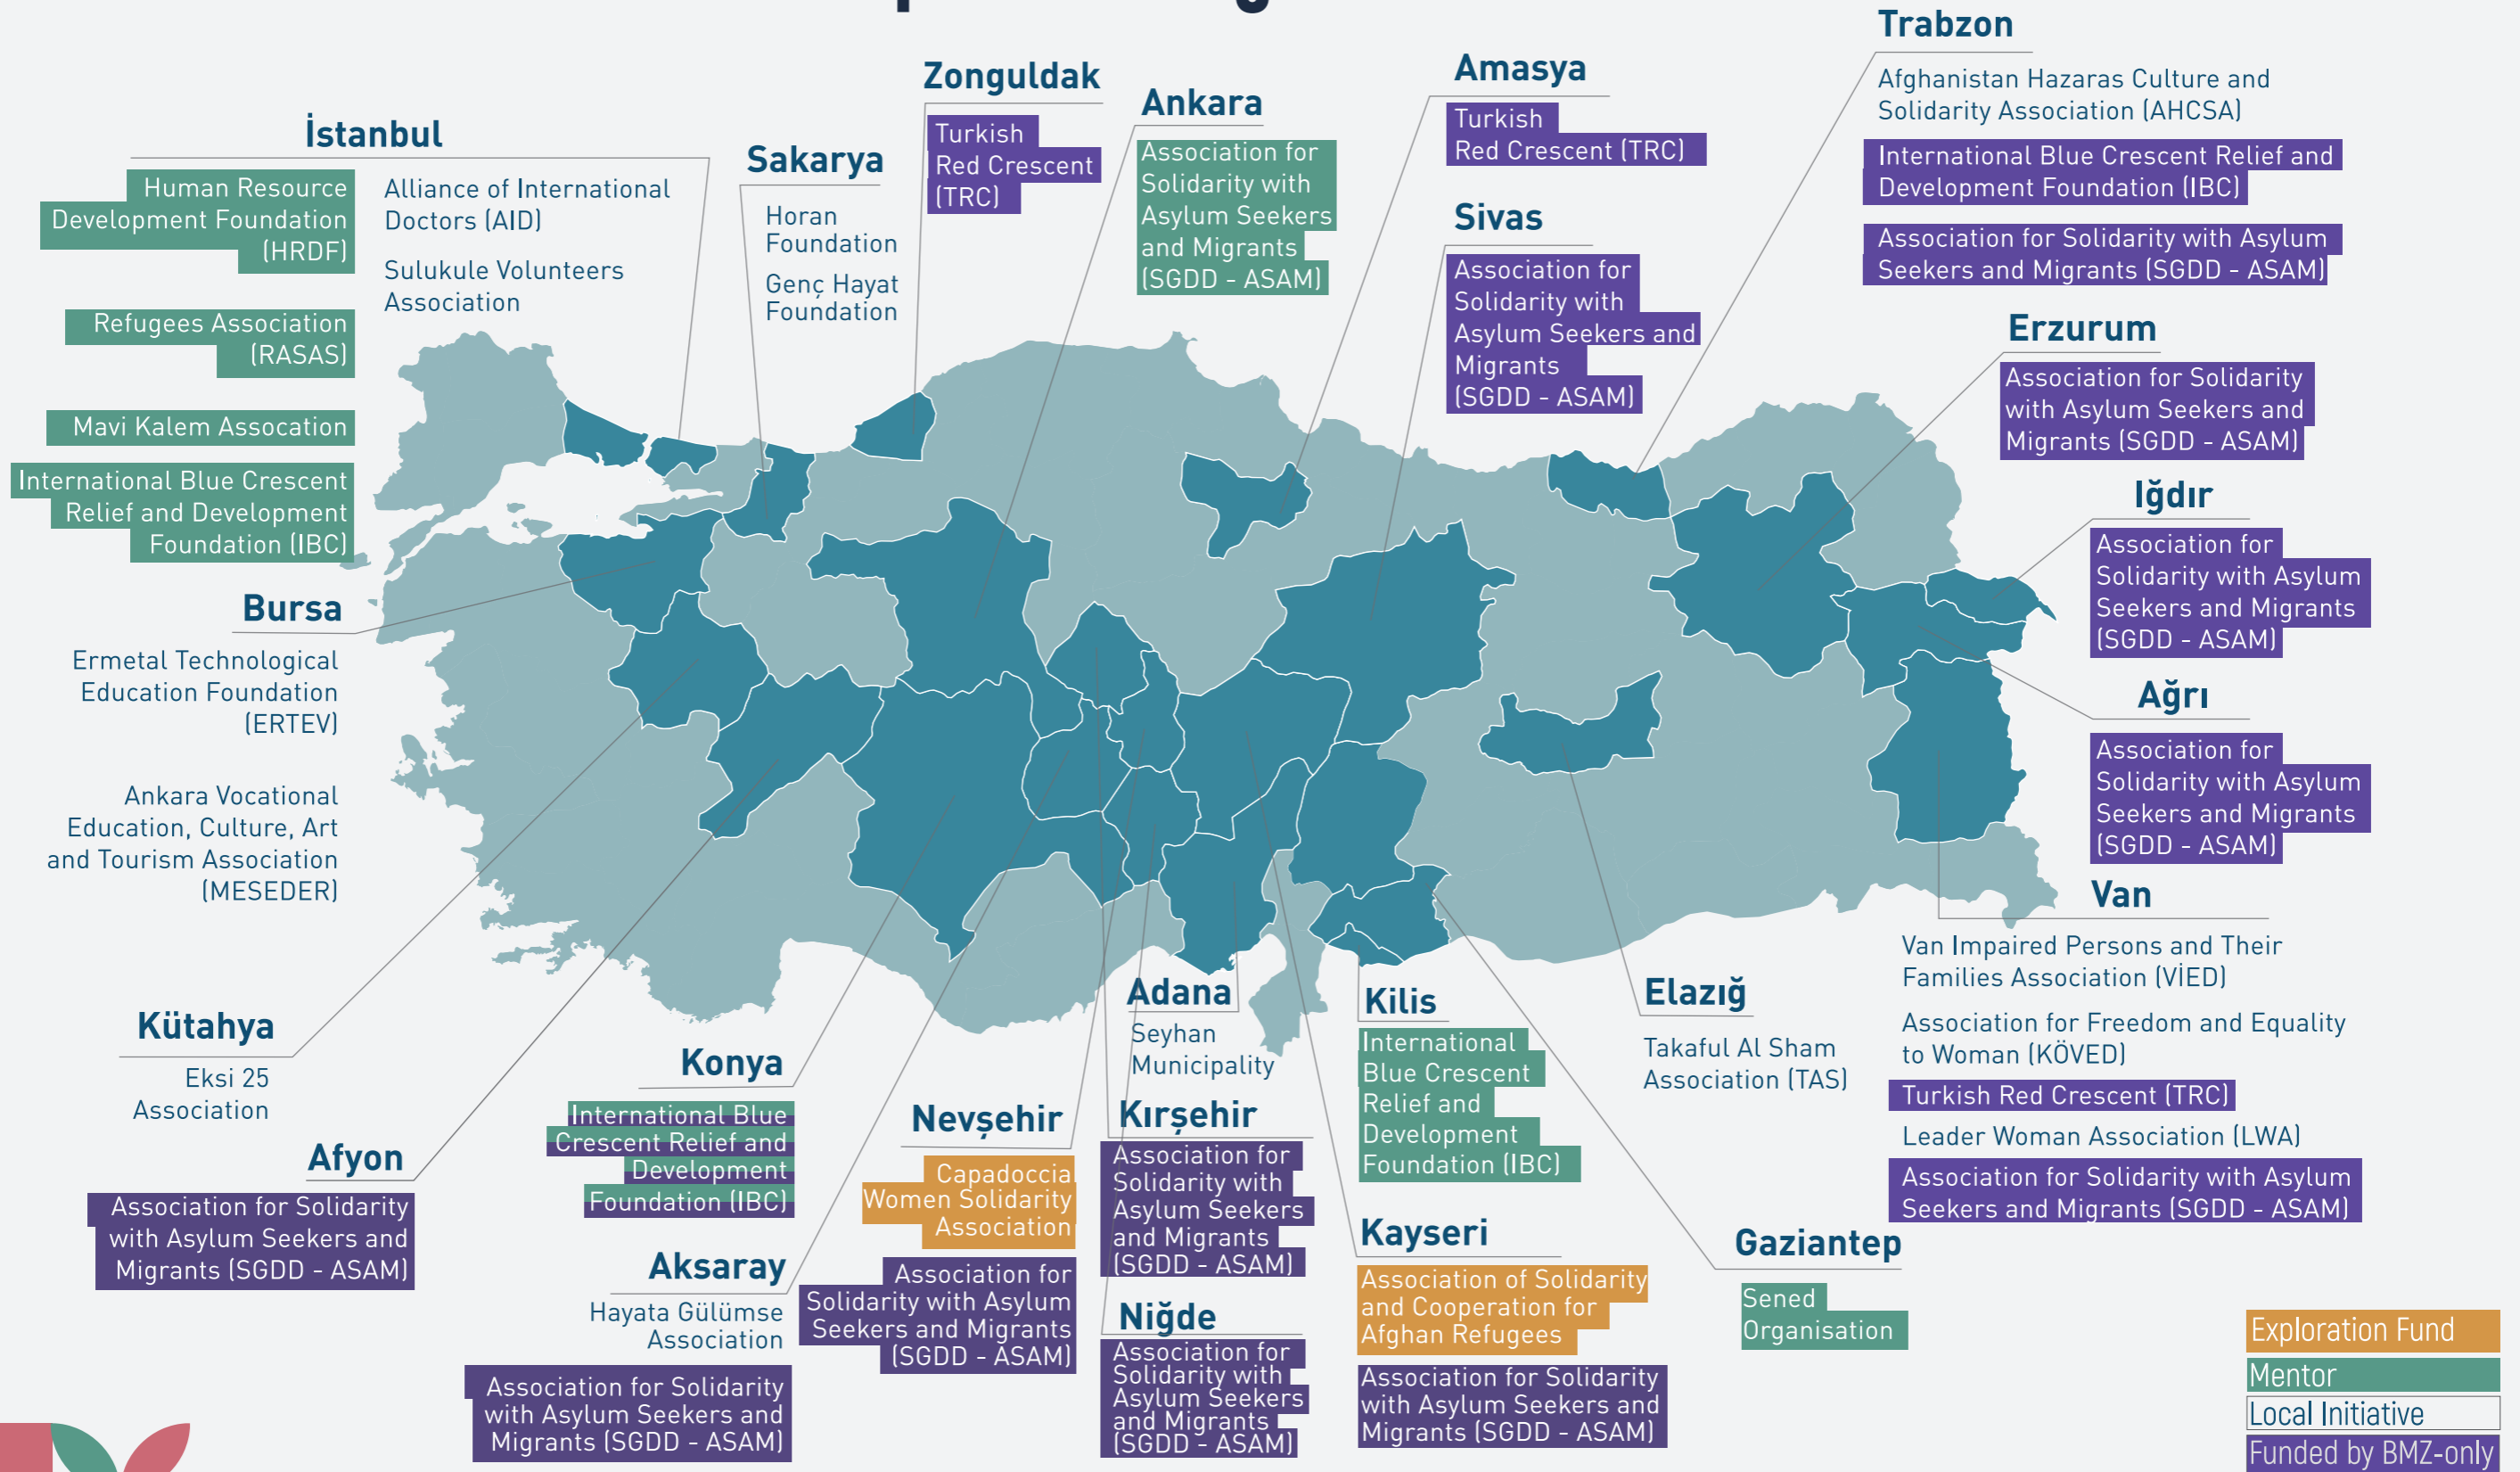 İstanbul
Human Resource
Development Foundation
(HRDF)
Refugees Association
(RASAS)
Mavi Kalem Assocation
International Blue Crescent
Relief and Development
Foundation (IBC)
Alliance of International
Doctors (AID)
Sulukule Volunteers
Association
Sakarya
Horan
Foundation
Genç Hayat
Foundation
Zonguldak
Turkish
Red Crescent
(TRC)
Ankara
Association for
Solidarity with
Asylum Seekers
and Migrants
(SGDD - ASAM)
Amasya
Turkish
Red Crescent (TRC)
Sivas
Association for
Solidarity with
Asylum Seekers and
Migrants
(SGDD - ASAM)
Trabzon
Afghanistan Hazaras Culture and
Solidarity Association (AHCSA)
International Blue Crescent Relief and
Development Foundation (IBC)
Association for Solidarity with Asylum
Seekers and Migrants (SGDD - ASAM)
Erzurum
Association for Solidarity
with Asylum Seekers and
Migrants (SGDD - ASAM)
Iğdır
Association for
Solidarity with Asylum
Seekers and Migrants
(SGDD - ASAM)
Ağrı
Association for
Solidarity with Asylum
Seekers and Migrants
(SGDD - ASAM)
Van
Van Impaired Persons and Their
Families Association (VİED)
Association for Freedom and Equality
to Woman (KÖVED)
Turkish Red Crescent (TRC)
Leader Woman Association (LWA)
Association for Solidarity with Asylum
Seekers and Migrants (SGDD - ASAM)
Bursa
Ermetal Technological
Education Foundation
(ERTEV)
Ankara Vocational
Education, Culture, Art
and Tourism Association
(MESEDER)
Kütahya
Eksi 25
Association
Afyon
Association for Solidarity
with Asylum Seekers and
Migrants (SGDD - ASAM)
Konya
International Blue
Crescent Relief and
Development
Foundation (IBC)
Aksaray
Hayata Gülümse
Association
Association for Solidarity
with Asylum Seekers and
Migrants (SGDD - ASAM)
Nevşehir
Capadoccia
Women Solidarity
Association
Association for
Solidarity with Asylum
Seekers and Migrants
(SGDD - ASAM)
Adana
Seyhan
Municipality
Kırşehir
Association for
Solidarity with
Asylum Seekers
and Migrants
(SGDD - ASAM)
Niğde
Association for
Solidarity with
Asylum Seekers
and Migrants
(SGDD - ASAM)
Kilis
International
Blue Crescent
Relief and
Development
Foundation (IBC)
Kayseri
Association of Solidarity
and Cooperation for
Afghan Refugees
Association for Solidarity
with Asylum Seekers and
Migrants (SGDD - ASAM)
Elazığ
Takaful Al Sham
Association (TAS)
Gaziantep
Sened
Organisation
Exploration Fund
Mentor
Local Initiative
Funded by BMZ-only